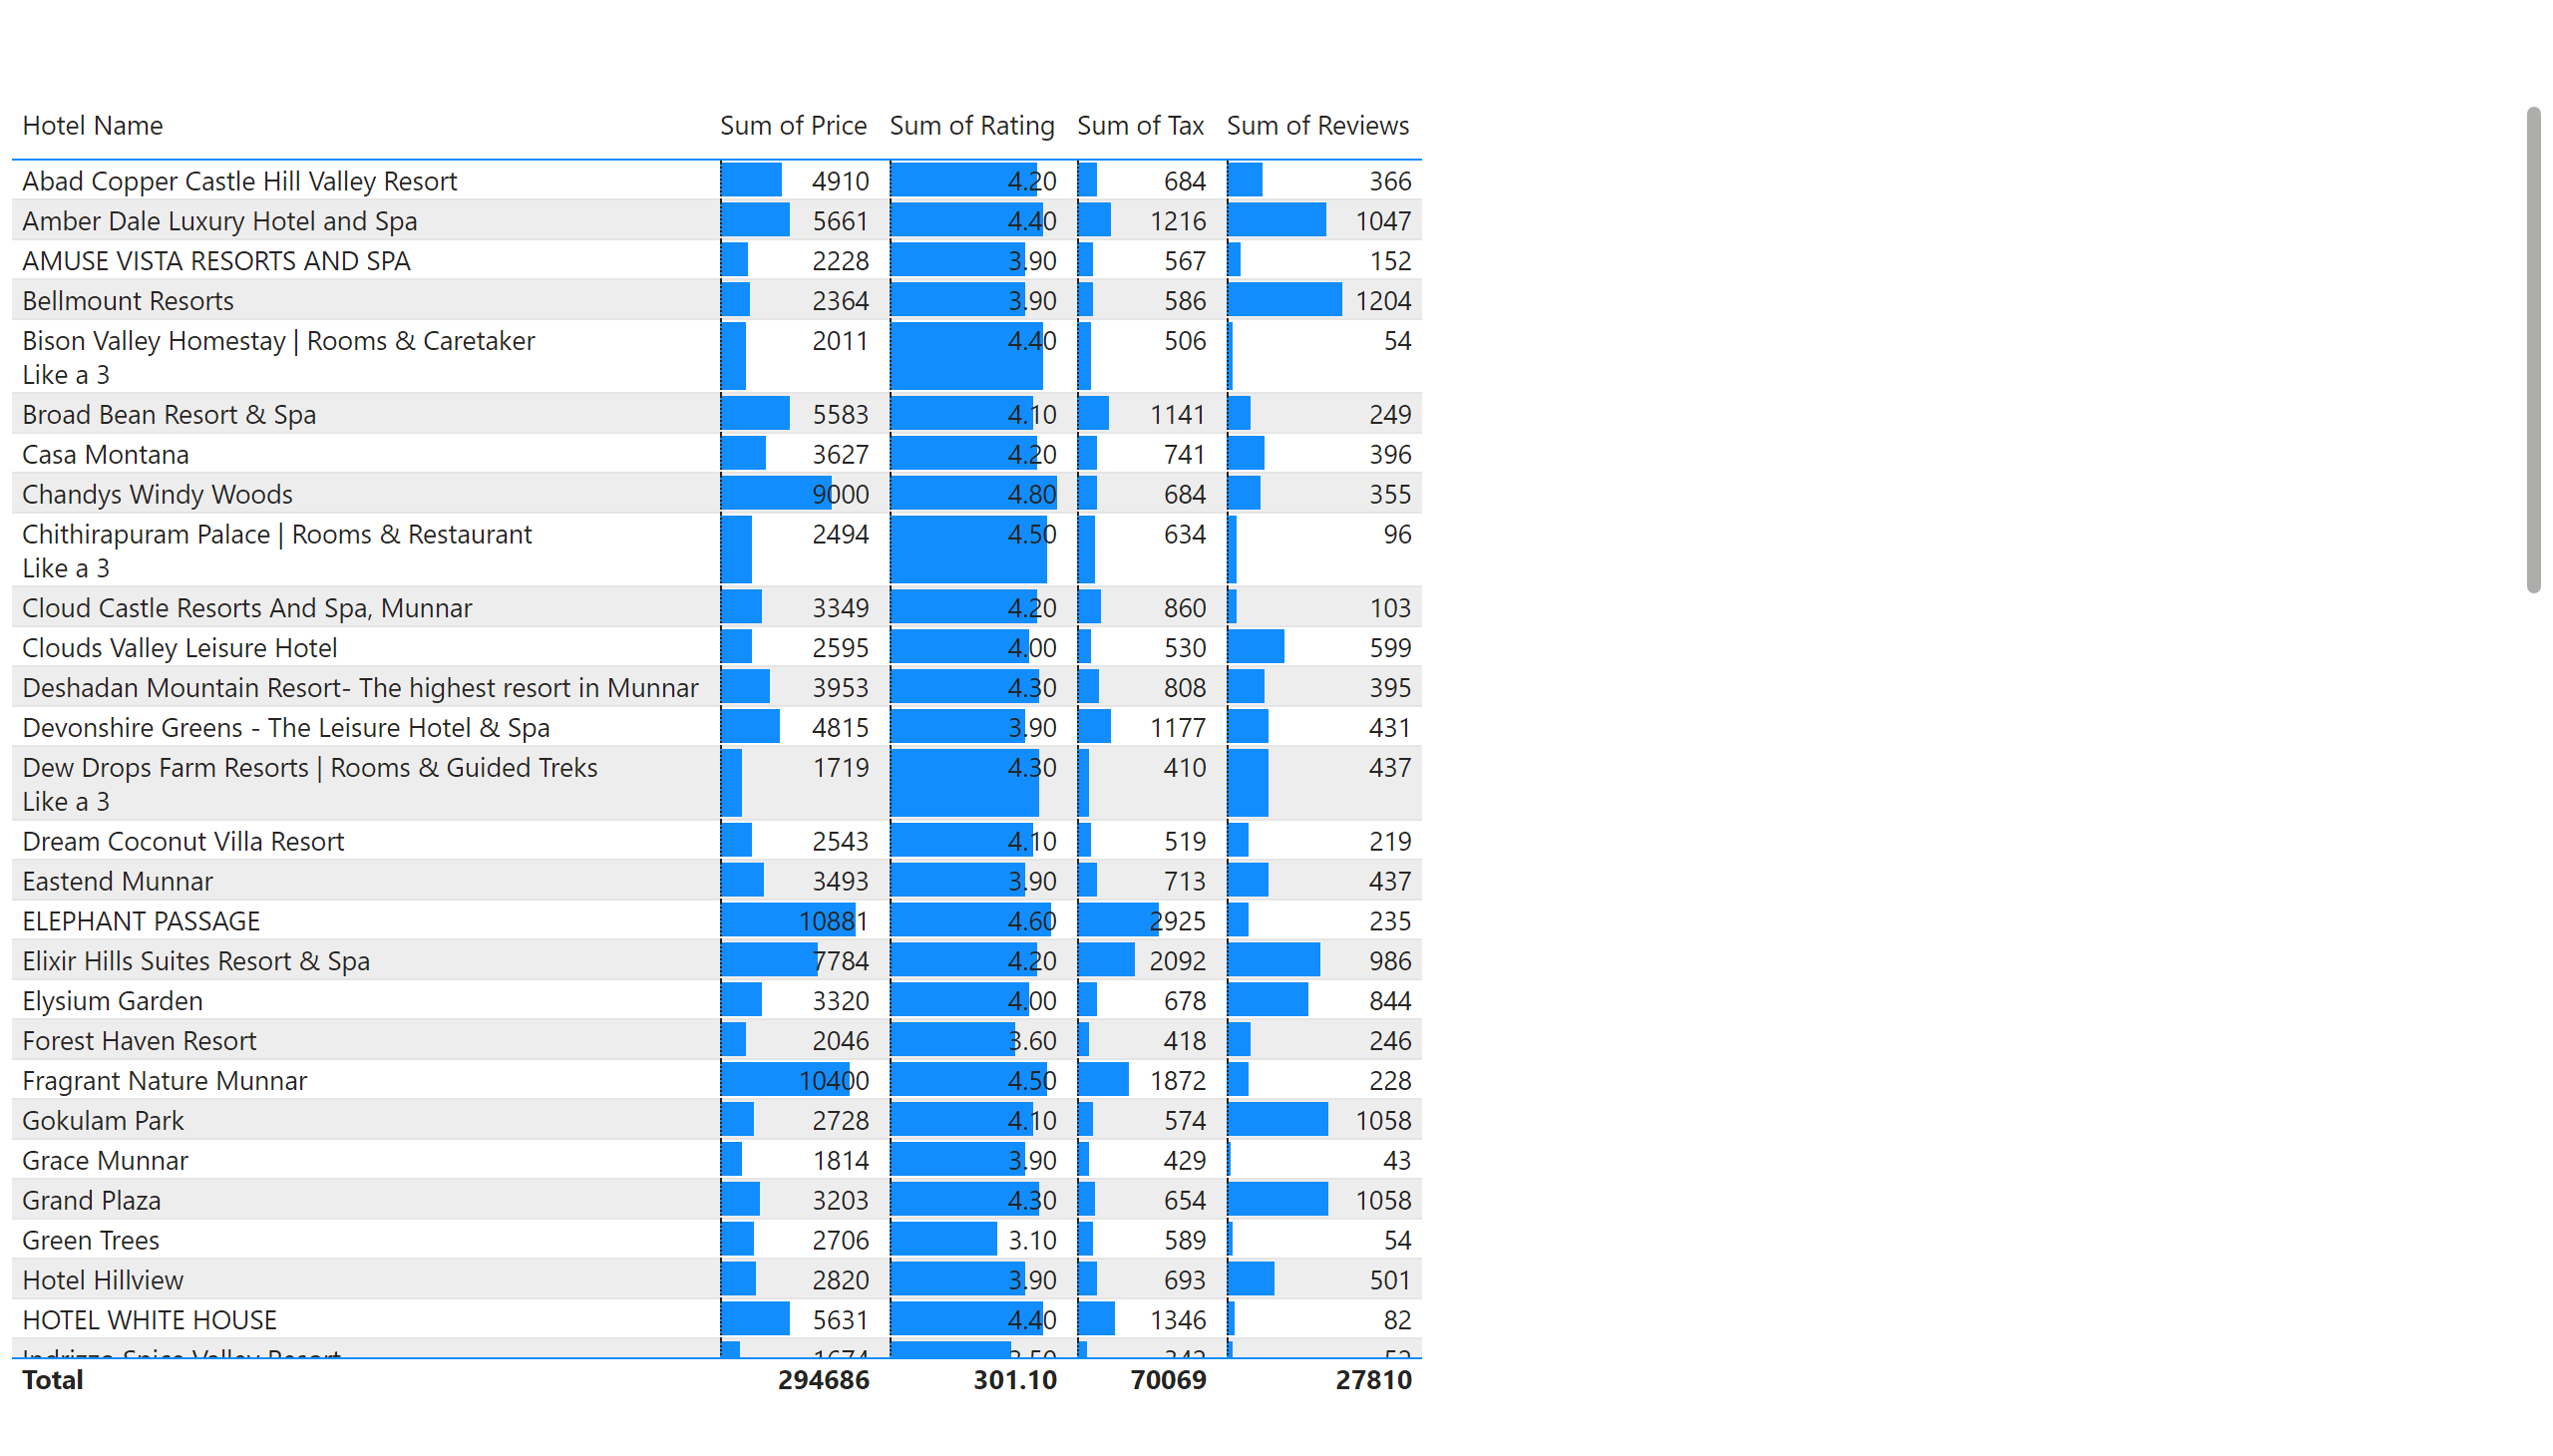 Hotel Name Sum of Price Sum of Rating Sum of Tax Sum of Reviews
Abad Copper Castle Hill Valley Resort 4910 4.20 684 366
Amber Dale Luxury Hotel and Spa 5661 4.40 1216 1047
AMUSE VISTA RESORTS AND SPA 2228 3.90 567 152
Bellmount Resorts 2364 3.90 586 1204
Bison Valley Homestay | Rooms & Caretaker 2011 4.40 506 54
Like a 3
Broad Bean Resort & Spa 5583 4.10 1141 249
Casa Montana 3627 4.20 741 396
Chandys Windy Woods 9000 4.80 684 355
Chithirapuram Palace | Rooms & Restaurant 2494 4.50 634 96
Like a 3
Cloud Castle Resorts And Spa, Munnar 3349 4.20 860 103
Clouds Valley Leisure Hotel 2595 4.00 530 599
Deshadan Mountain Resort- The highest resort in Munnar 3953 4.30 808 395
Devonshire Greens - The Leisure Hotel & Spa 4815 3.90 1177 431
Dew Drops Farm Resorts | Rooms & Guided Treks 1719 4.30 410 437
Like a 3
Dream Coconut Villa Resort 2543 4.10 519 219
Eastend Munnar 3493 3.90 713 437
ELEPHANT PASSAGE 10881 4.60 2925 235
Elixir Hills Suites Resort & Spa 7784 4.20 2092 986
Elysium Garden 3320 4.00 678 844
Forest Haven Resort 2046 3.60 418 246
Fragrant Nature Munnar 10400 4.50 1872 228
Gokulam Park 2728 4.10 574 1058
Grace Munnar 1814 3.90 429 43
Grand Plaza 3203 4.30 654 1058
Green Trees 2706 3.10 589 54
Hotel Hillview 2820 3.90 693 501
HOTEL WHITE HOUSE 5631 4.40 1346 82
Spice Valley Resort
Total 294686 301.10 70069 27810